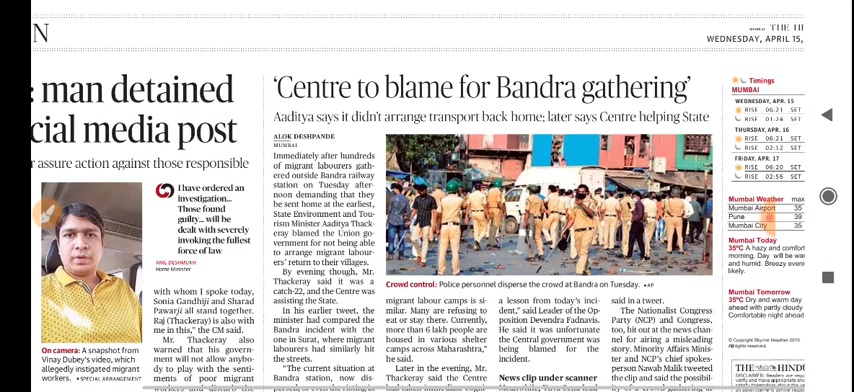 N
THE HI
WEDNESDAY, APRIL 15,
: man detained
cial media post
r assure action against those responsible
I have ordered an
investigation...
Those found
guilty... will be
dealt with severely
invoking the fullest
force of law
ANIL DESHMUKH
Home Minister
On camera: A snapshot from
Vinay Dubey's video, which
allegedly instigated migrant
workers. • SPECIAL ARRANGEMENT
with whom I spoke today,
Sonia Gandhiji and Sharad
Pawarji all stand together.
Raj (Thackeray) is also with
me in this," the CM said.
Mr. Thackeray also
warned that his govern-
ment will not allow anybo-
dy to play with the senti-
ments of poor migrant
workers and disturb the
'Centre to blame for Bandra gathering'
Aaditya says it didn't arrange transport back home; later says Centre helping State
ALOK DESHPANDE
MUMBAI
Immediately after hundreds
of migrant labourers gath-
ered outside Bandra railway
station on Tuesday after-
noon demanding that they
be sent home at the earliest,
State Environment and Tou-
rism Minister Aaditya Thack-
eray blamed the Union go-
vernment for not being able
to arrange migrant labour-
ers' return to their villages.
By evening though, Mr.
Thackeray said it was a
catch-22, and the Centre was
assisting the State.
In his earlier tweet, the
minister had compared the
Bandra incident with the
one in Surat, where migrant
labourers had similarly hit
the streets.
"The current situation at
Bandra station, now dis-
Crowd control: Police personnel disperse the crowd at Bandra on Tuesday. • AP
migrant labour camps is si-
milar. Many are refusing to
eat or stay there. Currently,
more than 6 lakh people are
housed in various shelter
camps across Maharashtra,"
he said.
Later in the evening, Mr.
Thackeray said the Centre
a lesson from today's inci-
dent," said Leader of the Op-
position Devendra Fadnavis.
He said it was unfortunate
the Central government was
being blamed for the
incident.
News clip under scanner
said in a tweet.
The Nationalist Congress
Party (NCP) and Congress,
too, hit out at the news chan-
nel for airing a misleading
story. Minority Affairs Minis-
ter and NCP's chief spokes-
person Nawab Malik tweeted
the clip and said the possibil-
Timings
MUMBAI
WEDNESDAY, APR. 15
RISE 06:21 SET
RISE 01:24 SET
THURSDAY, APR. 16
RISE 06:21 SET
RISE 02:12 SET
FRIDAY, APR. 17
RISE 06:20 SET
RISE 02:56 SET
Mumbai Weather max
Mumbai Airport 35
Pune 39
Mumbai City 35
Mumbai Today
35ºC A hazy and comfort
morning. Day will be wa
and humid. Breezy eveni
likely.
Mumbai Tomorrow
35ºC Dry and warm day
ahead with partly cloudy
Comfortable night ahead
© Copyright Skymet Weather 2019.
All rights reserved.
THE HINDU